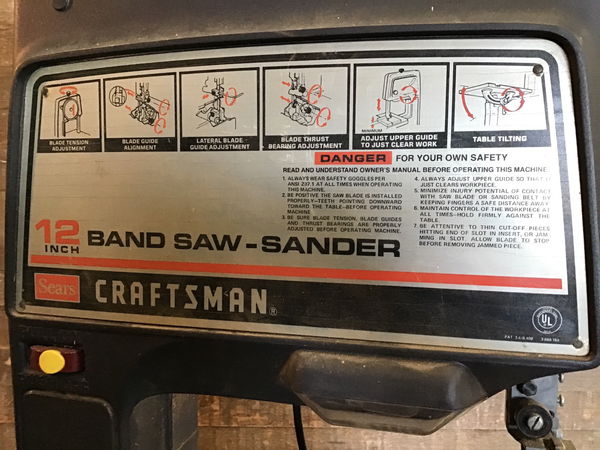 BLADE TENSION
ADJUSTMENT
BLADE GUIDE
ALIGNMENT
LATERAL BLADE
GUIDE ADJUSTMENT
BLADE THRUST
BEARING ADJUSTMENT
MINIMUM
ADJUST UPPER GUIDE
TO JUST CLEAR WORK
TABLE TILTING
DANGER FOR YOUR OWN SAFETY
READ AND UNDERSTAND OWNER'S MANUAL BEFORE OPERATING THIS MACHINE
1. ALWAYS WEAR SAFETY GOGGLES PER
ANSI Z87.1 AT ALL TIMES WHEN OPERATING
THIS MACHINE.
2. BE POSITIVE THE SAW BLADE IS INSTALLED
PROPERLY-TEETH POINTING DOWNWARD
TOWARD THE TABLE-BEFORE OPERATING
MACHINE.
3. BE SURE BLADE TENSION, BLADE GUIDES
AND THRUST BEARINGS ARE PROPERLY
ADJUSTED BEFORE OPERATING MACHINE.
4. ALWAYS ADJUST UPPER GUIDE SO THAT IT
JUST CLEARS WORKPIECE.
5. MINIMIZE INJURY POTENTIAL OF CONTACT
WITH SAW BLADE OR SANDING BELT BY
KEEPING FINGERS A SAFE DISTANCE AWAY
6. MAINTAIN CONTROL OF THE WORKPIECE AT
ALL TIMES-HOLD FIRMLY AGAINST THE
TABLE.
7. BE ATTENTIVE TO THIN CUT-OFF PIECES
HITTING END OF SLOT IN INSERT, OR JAM-
MING IN SLOT. ALLOW BLADE TO STOP
BEFORE REMOVING JAMMED PIECE.
12
INCH
BAND SAW-SANDER
Sears
CRAFTSMAN®
UL